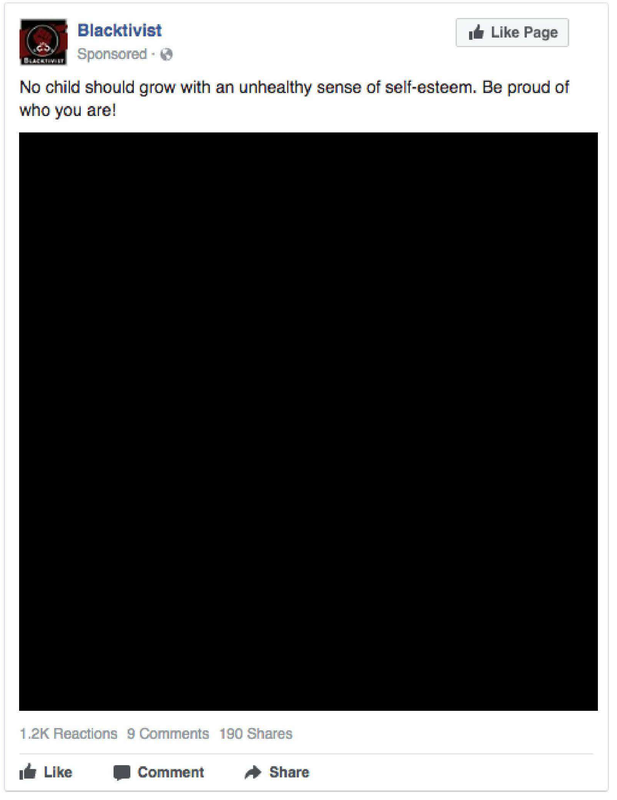 Blacktivist
Like Page
Sponsored ·
BLACKTIVIST
No child should grow with an unhealthy sense of self-esteem. Be proud of
who you are!
1.2K Reactions 9 Comments 190 Shares
Like Comment Share